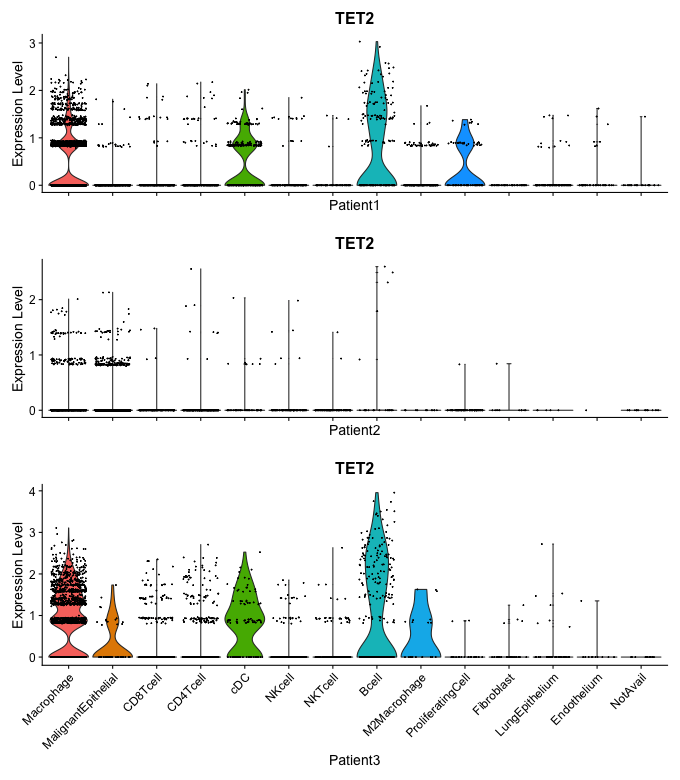 TET2
Expression Level
3
2
1
0
Patient1
TET2
Expression Level
2
1
0
Patient2
TET2
Expression Level
4
3
2
1
0
Macrophage
MalignantEpithelial
CD8Tcell
CD4Tcell
cDC
NKcell
NKTcell
Bcell
M2Macrophage
ProliferatingCell
Fibroblast
LungEpithelium
Endothelium
NotAvail
Patient3